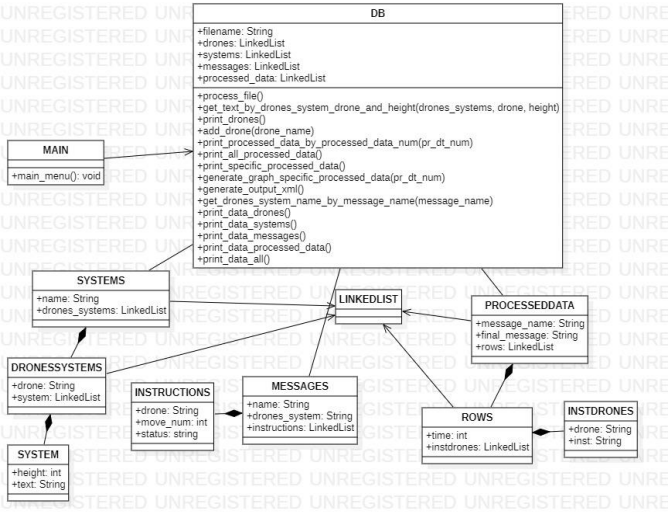 DB
+filename: String
+drones: LinkedList
+systems: LinkedList
+messages: LinkedList
+processed_data: LinkedList
+process_file()
+get_text_by_drones_system_drone_and_height(drones_systems, drone, height)
+print_drones()
+add_drone(drone_name)
+print_processed_data_by_processed_data_num(pr_dt_num)
+print_all_processed_data()
+print_specific_processed_data()
+generate_graph_specific_processed_data(pr_dt_num)
+generate_output_xml()
+get_drones_system_name_by_message_name(message_name)
+print_data_drones()
+print_data_systems()
+print_data_messages()
+print_data_processed_data()
+print_data_all()
MAIN
+main_menu(): void
SYSTEMS
+name: String
+drones_systems: LinkedList
LINKEDLIST
PROCESSEDDATA
+message_name: String
+final_message: String
+rows: LinkedList
DRONESSYSTEMS
+drone: String
+system: LinkedList
INSTRUCTIONS
+drone: String
+move_num: int
+status: string
MESSAGES
+name: String
+drones_system: String
+instructions: LinkedList
ROWS
+time: int
+instdrones: LinkedList
INSTDRONES
+drone: String
+inst: String
SYSTEM
+height: int
+text: String
UNREGISTERED